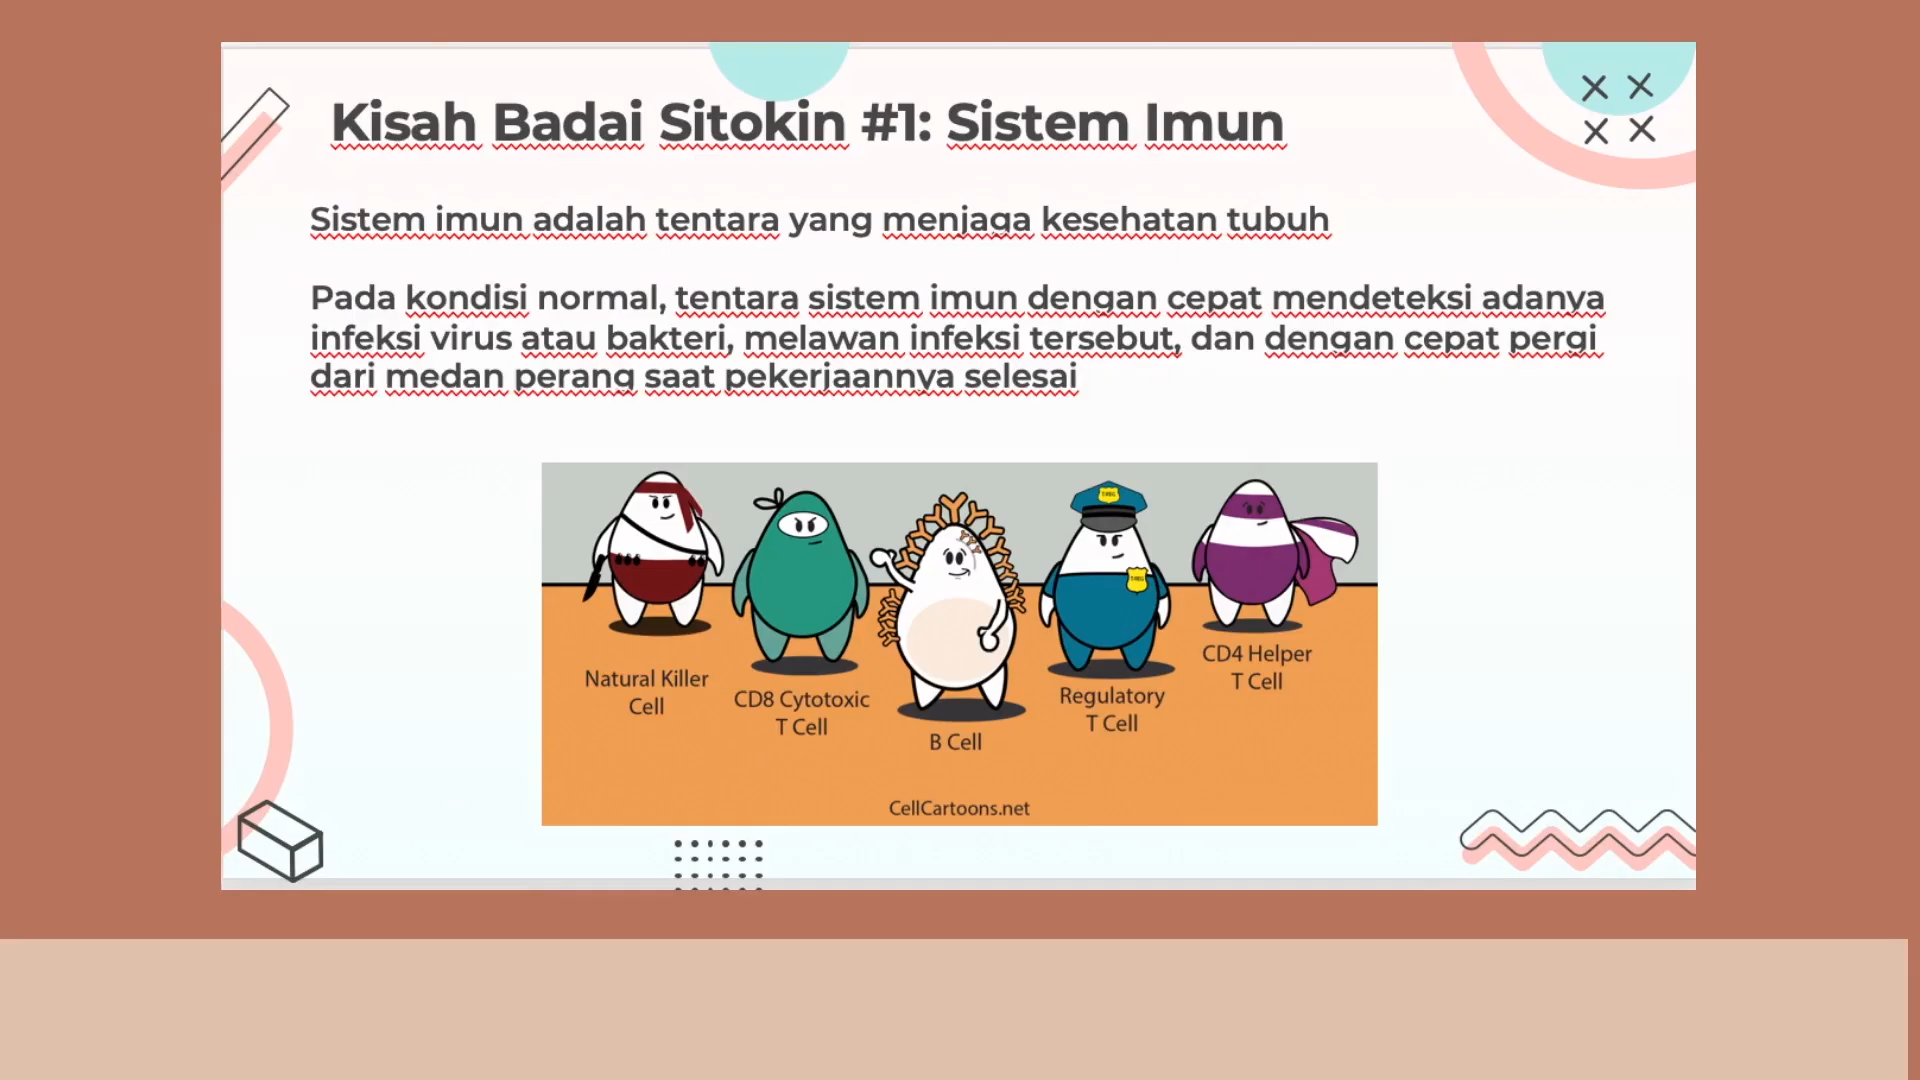 Kisah Badai Sitokin #1: Sistem Imun
Sistem imun adalah tentara yang menjaga kesehatan tubuh
Pada kondisi normal, tentara sistem imun dengan cepat mendeteksi adanya
infeksi virus atau bakteri, melawan infeksi tersebut, dan dengan cepat pergi
dari medan perang saat pekerjaannya selesai
Natural Killer
Cell
CD8 Cytotoxic
T Cell
B Cell
Regulatory
T Cell
CD4 Helper
T Cell
CellCartoons.net